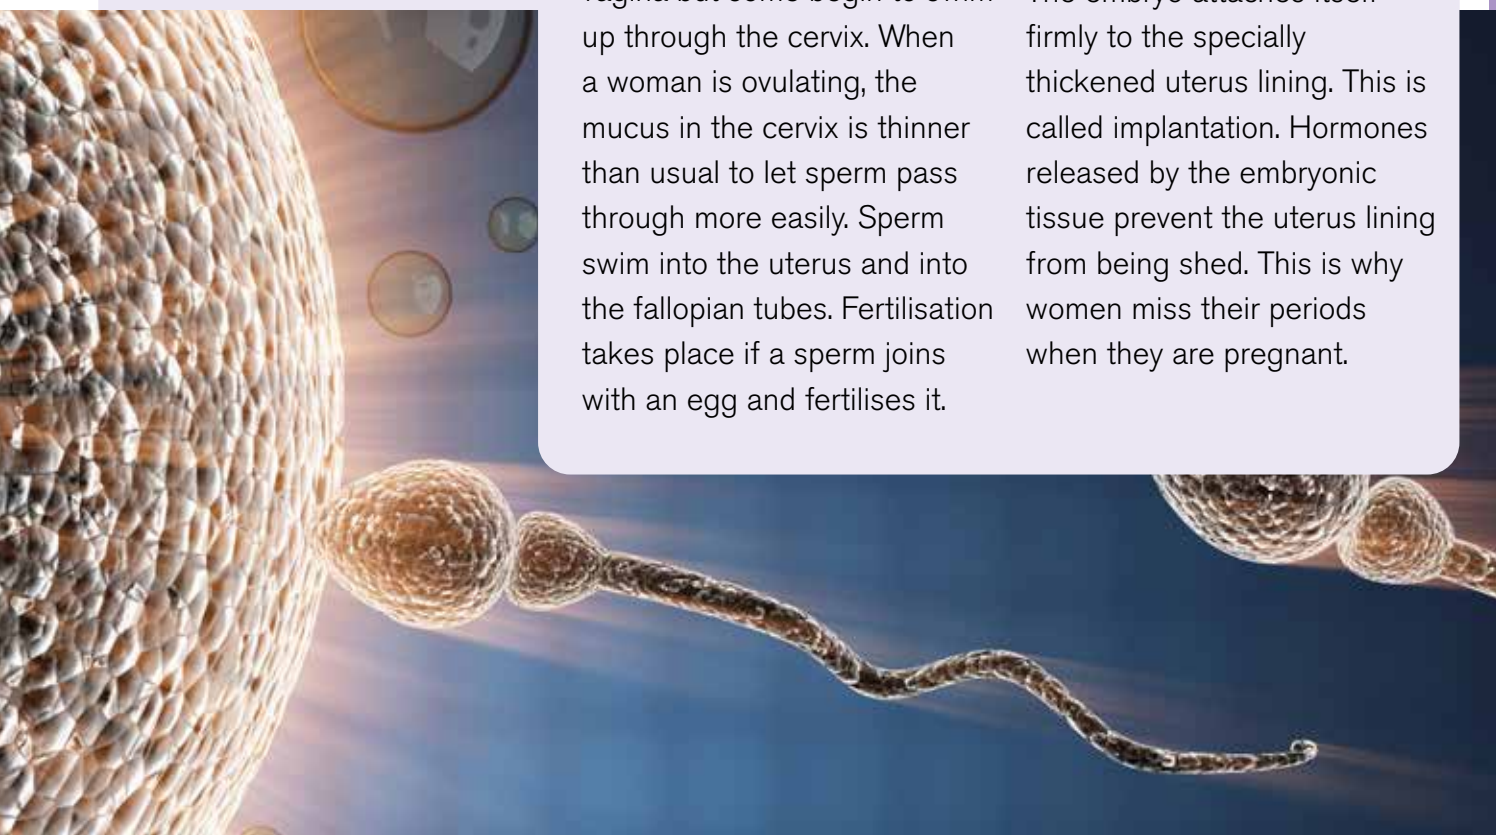 up through the cervix. When
a woman is ovulating, the
mucus in the cervix is thinner
than usual to let sperm pass
through more easily. Sperm
swim into the uterus and into
the fallopian tubes. Fertilisation
takes place if a sperm joins
with an egg and fertilises it.
firmly to the specially
thickened uterus lining. This is
called implantation. Hormones
released by the embryonic
tissue prevent the uterus lining
from being shed. This is why
women miss their periods
when they are pregnant.